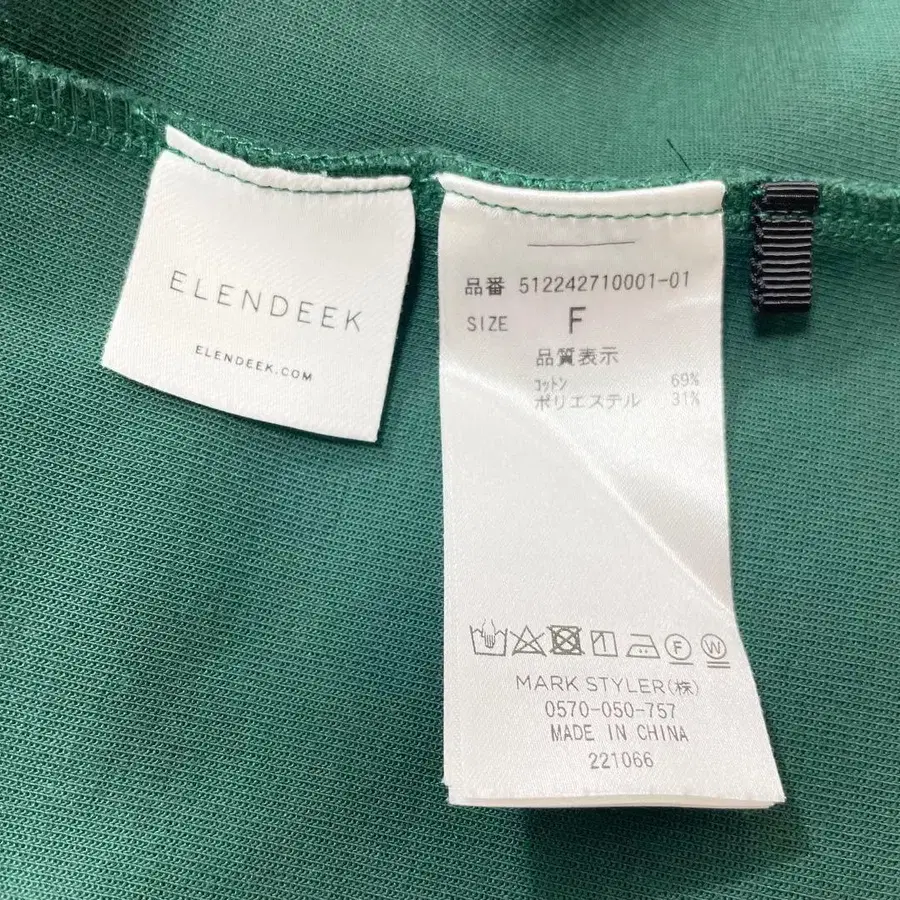 ELENDEEK
ELENDEEK.COM
品番 512242710001-01
SIZE F
品質表示
コットン 69%
ポリエステル 31%
F W
MARK STYLER(株)
0570-050-757
MADE IN CHINA
221066